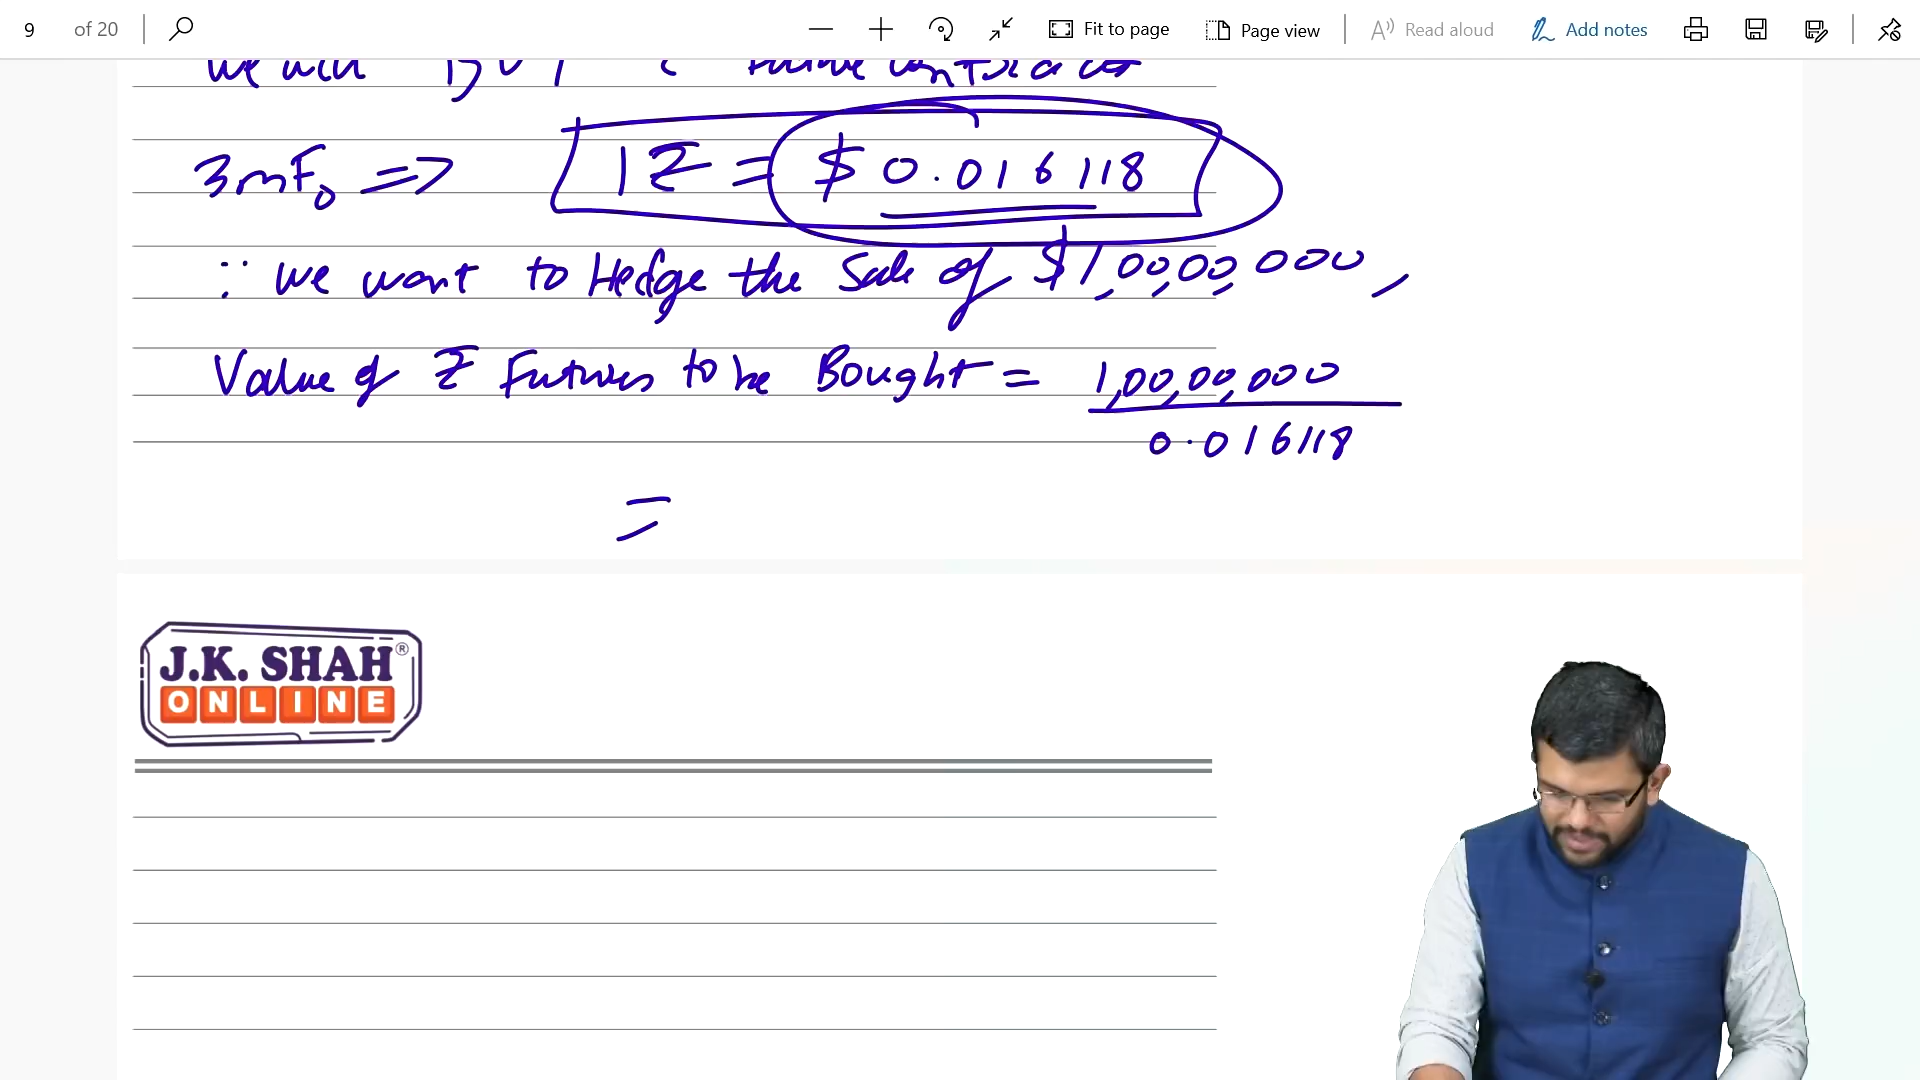 9 of 20 Fit to page Page view Read aloud Add notes
3mF₀ => 1 ₹ = $ 0.016118
∵ we want to Hedge the Sale of $1,00,00,000,
Value of ₹ Futures to be Bought = 1,00,00,000
0.016118
=
J.K. SHAH®
ONLINE